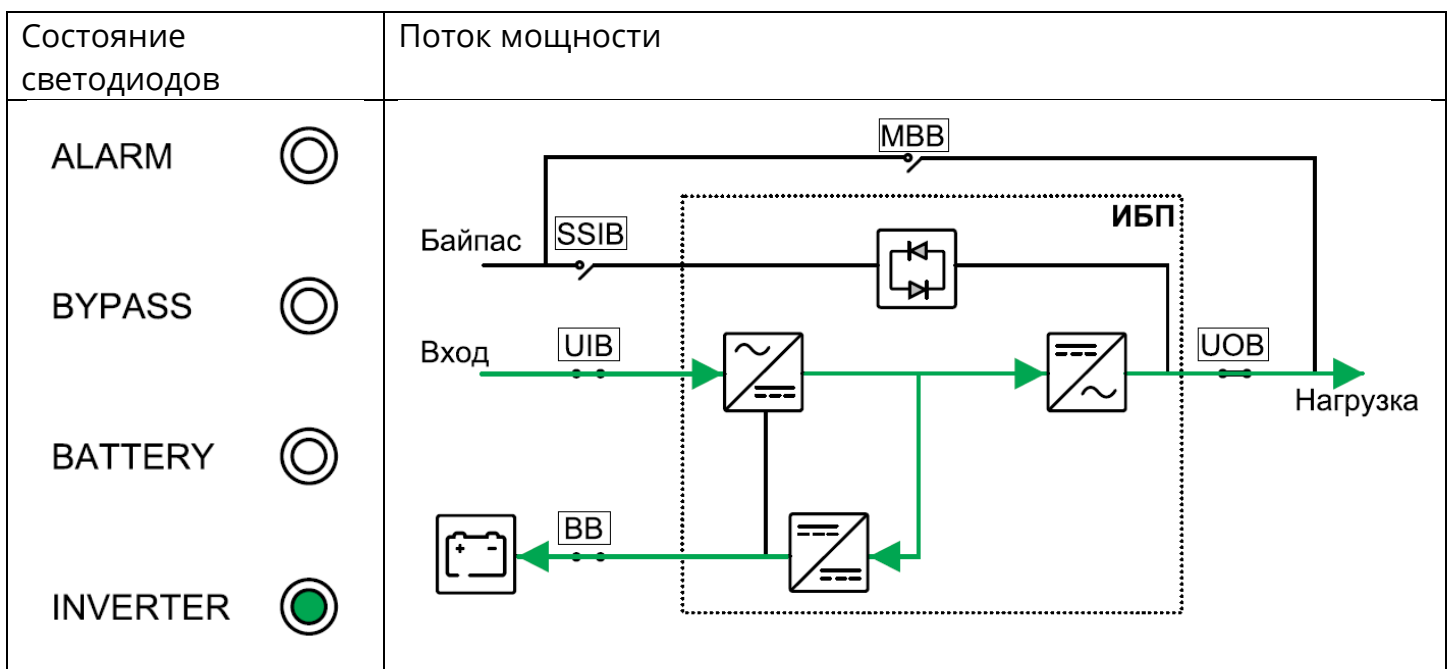 Состояние
светодиодов
Поток мощности
ALARM
BYPASS
BATTERY
INVERTER
MBB
ИБП
Байпас
SSIB
Вход
UIB
UOB
Нагрузка
BB